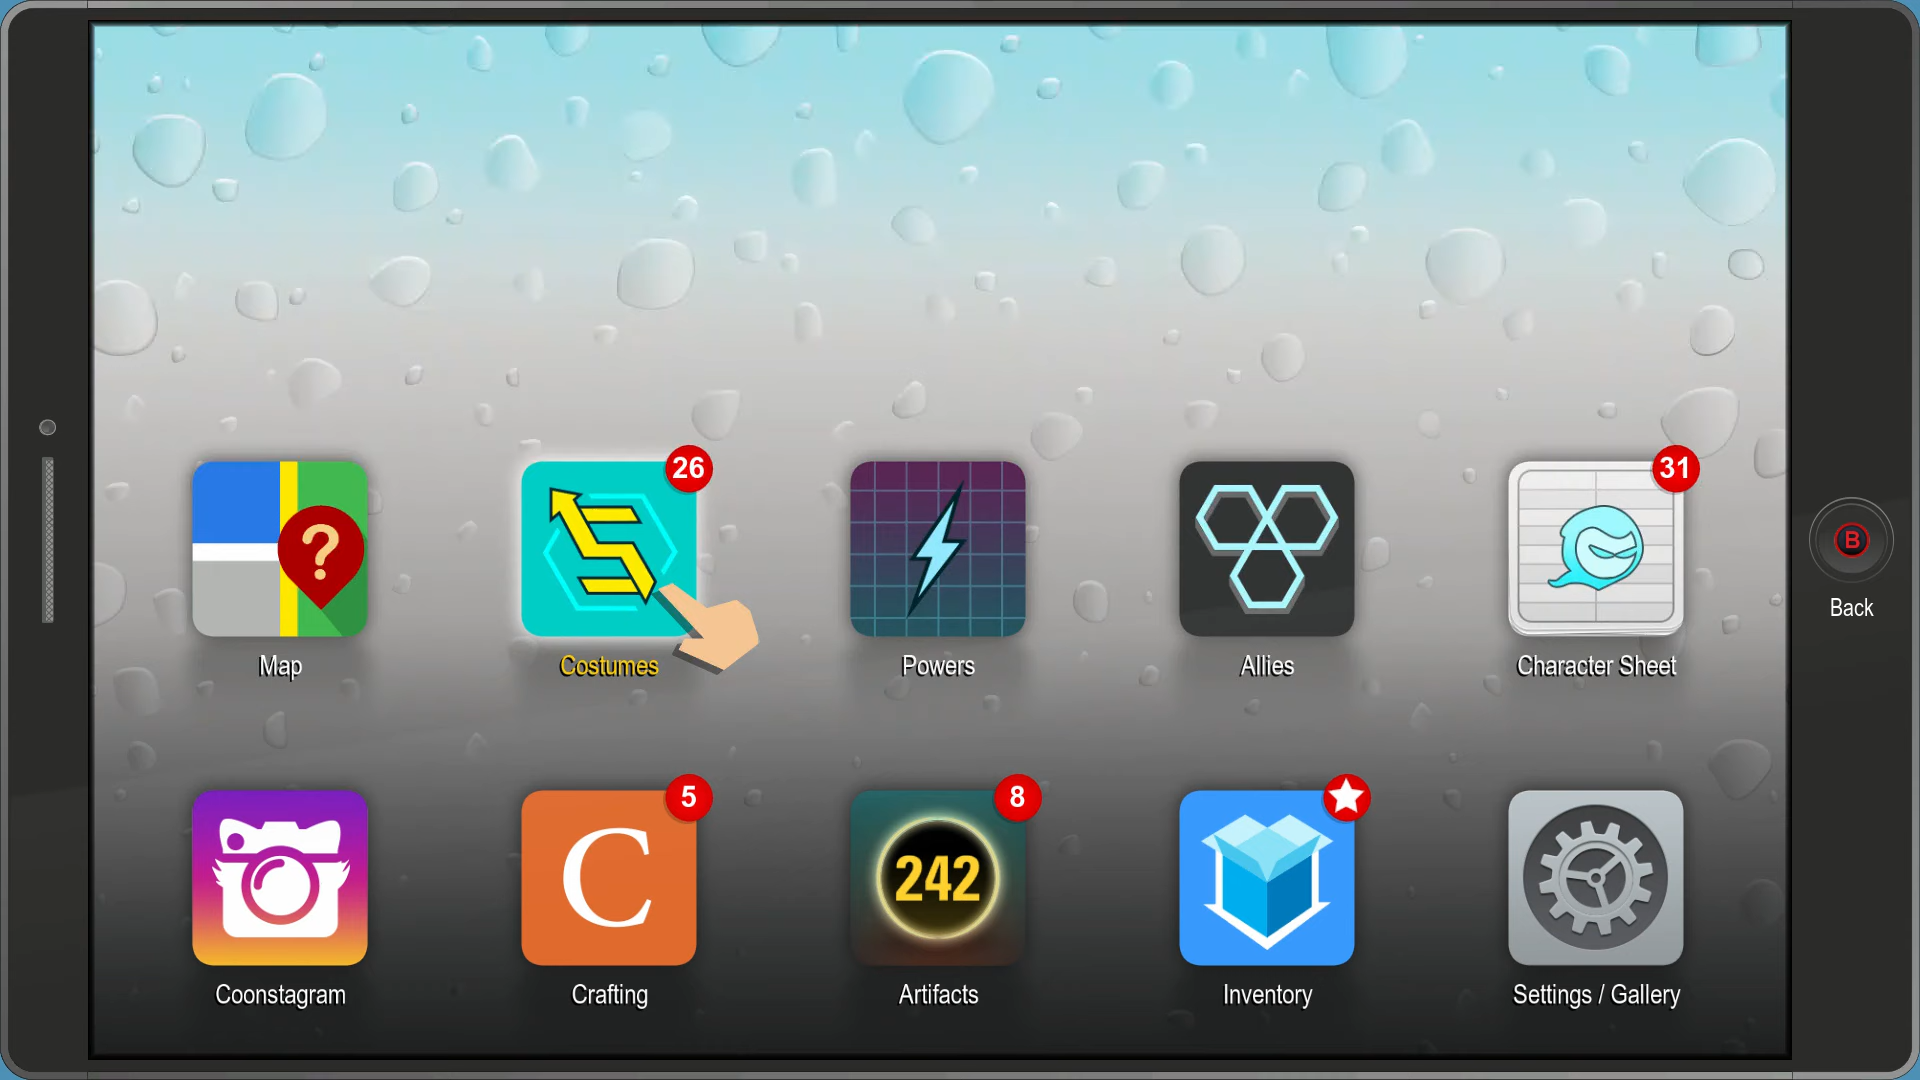 26
31
?
B
Back
Map
Costumes
Powers
Allies
Character Sheet
5
8
C
242
Coonstagram
Crafting
Artifacts
Inventory
Settings / Gallery